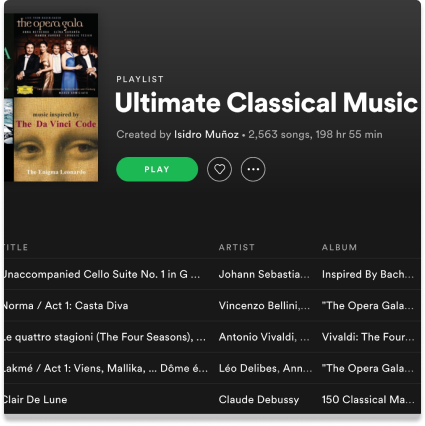 the opera gala
music inspired by
The Da Vinci Code
The Enigma Leonardo
PLAYLIST
Ultimate Classical Music
Created by Isidro Muñoz • 2,563 songs, 198 hr 55 min
PLAY
TITLE ARTIST ALBUM
Unaccompanied Cello Suite No. 1 in G ... Johann Sebastia... Inspired By Bach...
Norma / Act 1: Casta Diva Vincenzo Bellini,... "The Opera Gala...
Le quattro stagioni (The Four Seasons), ... Antonio Vivaldi, ... Vivaldi: The Four...
Lakmé / Act 1: Viens, Mallika, ... Dôme é... Léo Delibes, Ann... "The Opera Gala...
Clair De Lune Claude Debussy 150 Classical Ma...